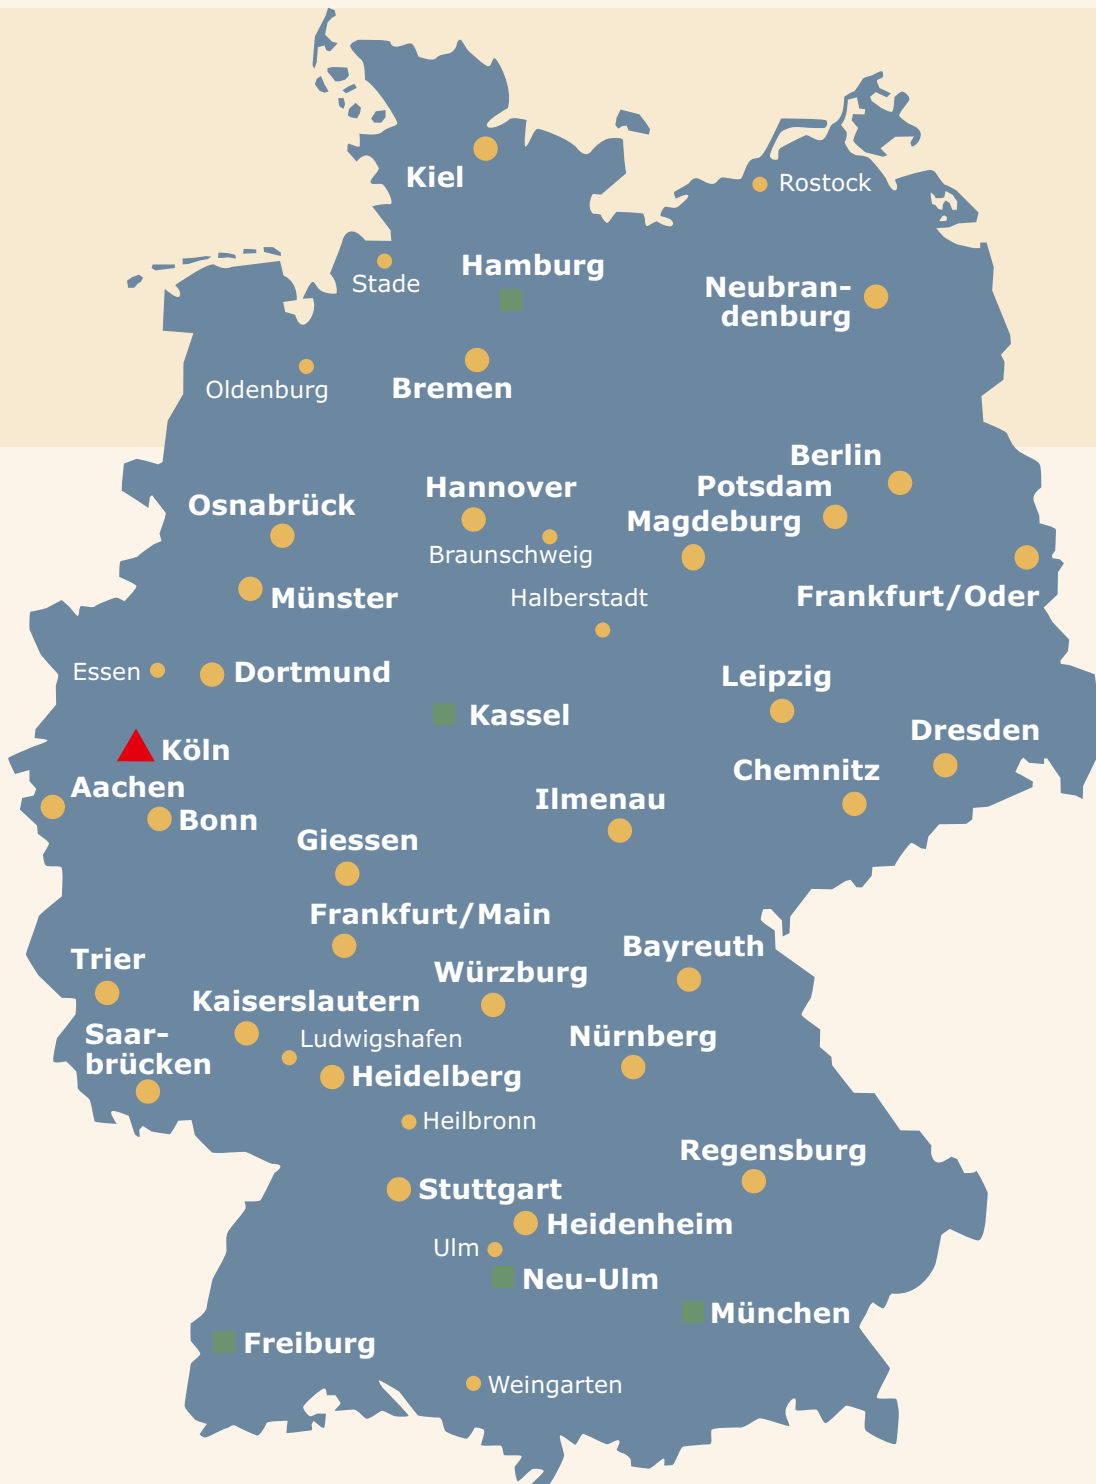 Kiel
Rostock
Hamburg
Stade
Neubran-
denburg
Oldenburg
Bremen
Berlin
Potsdam
Hannover
Osnabrück
Magdeburg
Braunschweig
Frankfurt/Oder
Halberstadt
Münster
Essen
Dortmund
Leipzig
Kassel
Dresden
Köln
Chemnitz
Aachen
Ilmenau
Bonn
Giessen
Frankfurt/Main
Bayreuth
Trier
Würzburg
Kaiserslautern
Saar-
brücken
Ludwigshafen
Nürnberg
Heidelberg
Heilbronn
Regensburg
Stuttgart
Heidenheim
Ulm
Neu-Ulm
München
Freiburg
Weingarten